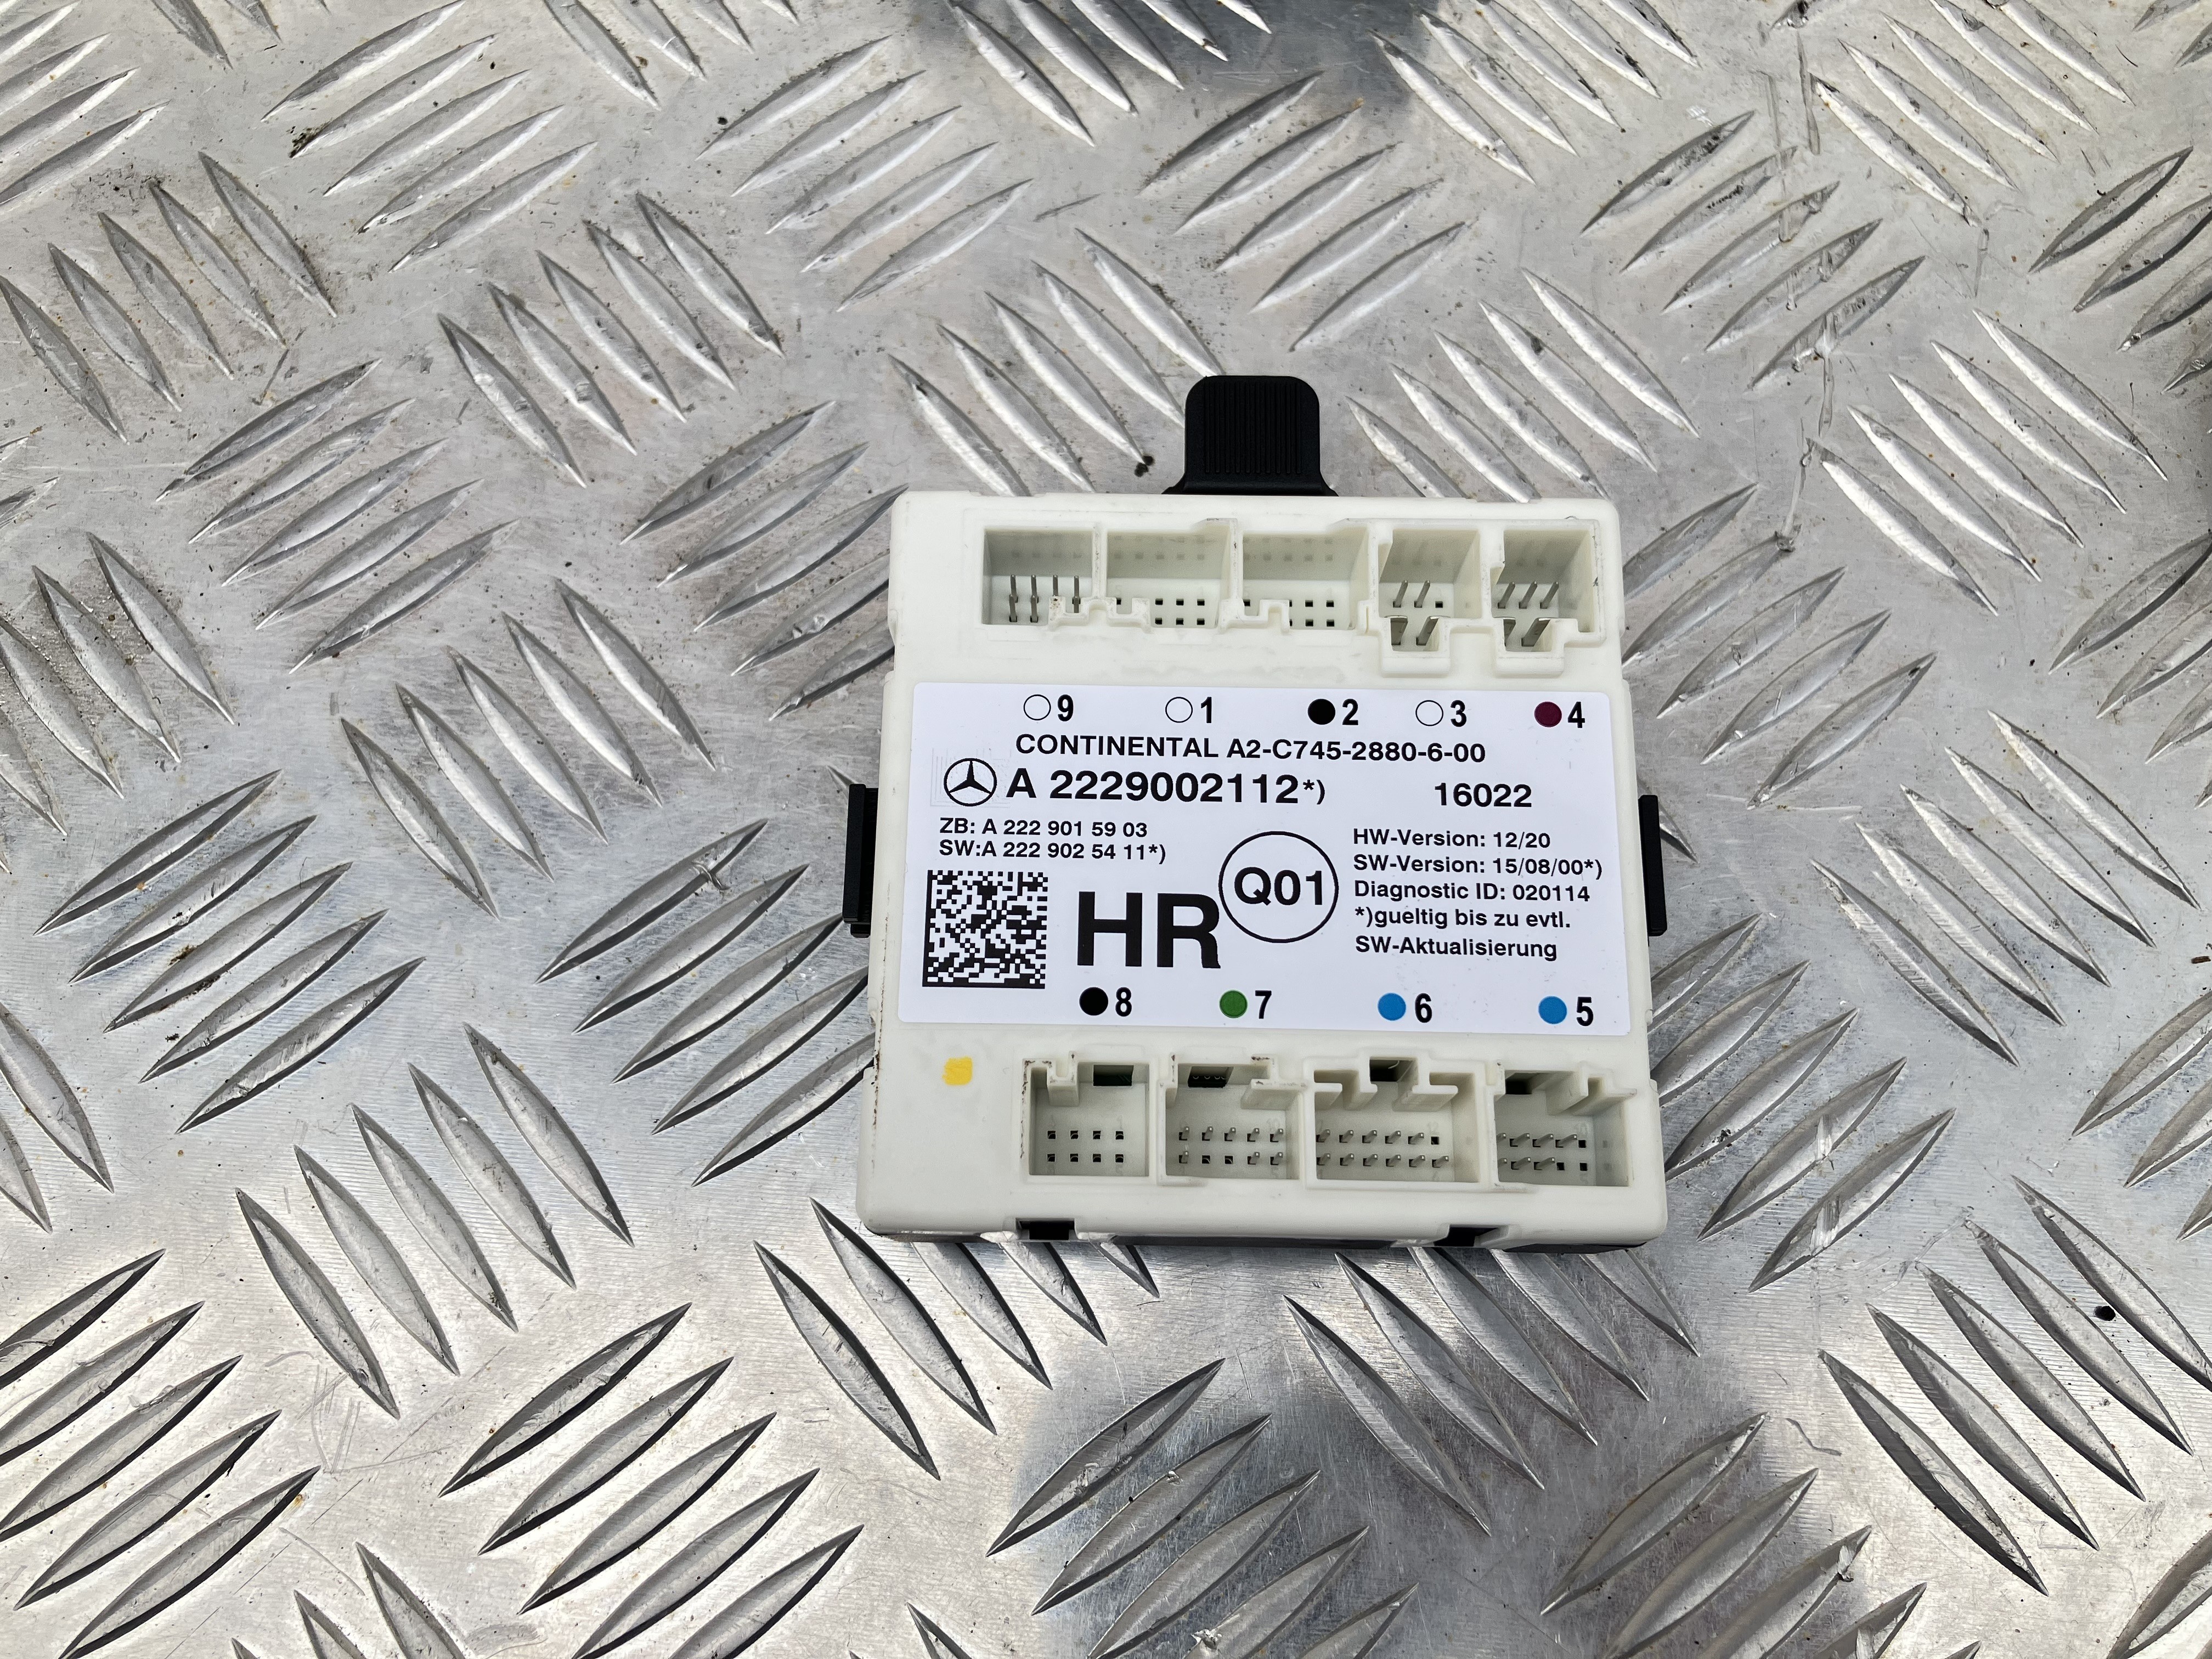 9 1 2 3 4
CONTINENTAL A2-C745-2880-6-00
A 2229002112*) 16022
ZB: A 222 901 59 03
SW:A 222 902 54 11*)
HR
Q01
HW-Version: 12/20
SW-Version: 15/08/00*)
Diagnostic ID: 020114
*)gueltig bis zu evtl.
SW-Aktualisierung
8 7 6 5